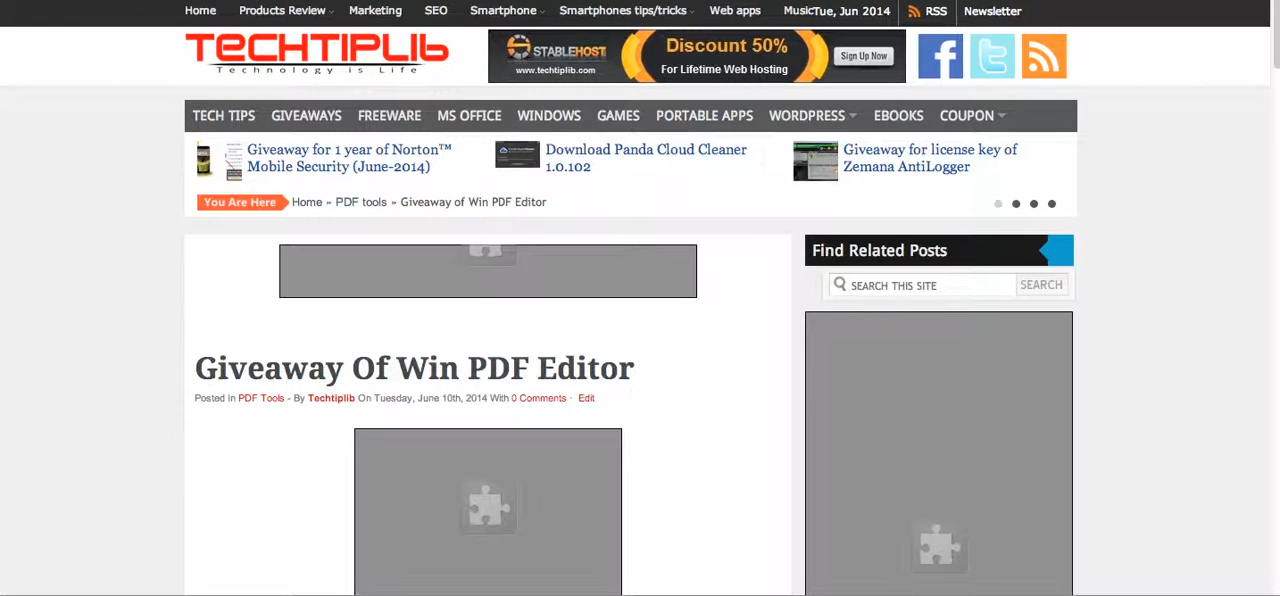 Home Products Review Marketing SEO Smartphone Smartphones tips/tricks Web apps MusicTue, Jun 2014 RSS Newsletter
TECHTIPLIB
Technology is Life
STABLEHOST
www.techtiplib.com
Discount 50%
For Lifetime Web Hosting
Sign Up Now
TECH TIPS GIVEAWAYS FREEWARE MS OFFICE WINDOWS GAMES PORTABLE APPS WORDPRESS EBOOKS COUPON
Giveaway for 1 year of Norton™
Mobile Security (June-2014)
Download Panda Cloud Cleaner
1.0.102
Giveaway for license key of
Zemana AntiLogger
You Are Here Home » PDF tools » Giveaway of Win PDF Editor
Find Related Posts
SEARCH THIS SITE SEARCH
Giveaway Of Win PDF Editor
Posted In PDF Tools - By Techtiplib On Tuesday, June 10th, 2014 With 0 Comments · Edit